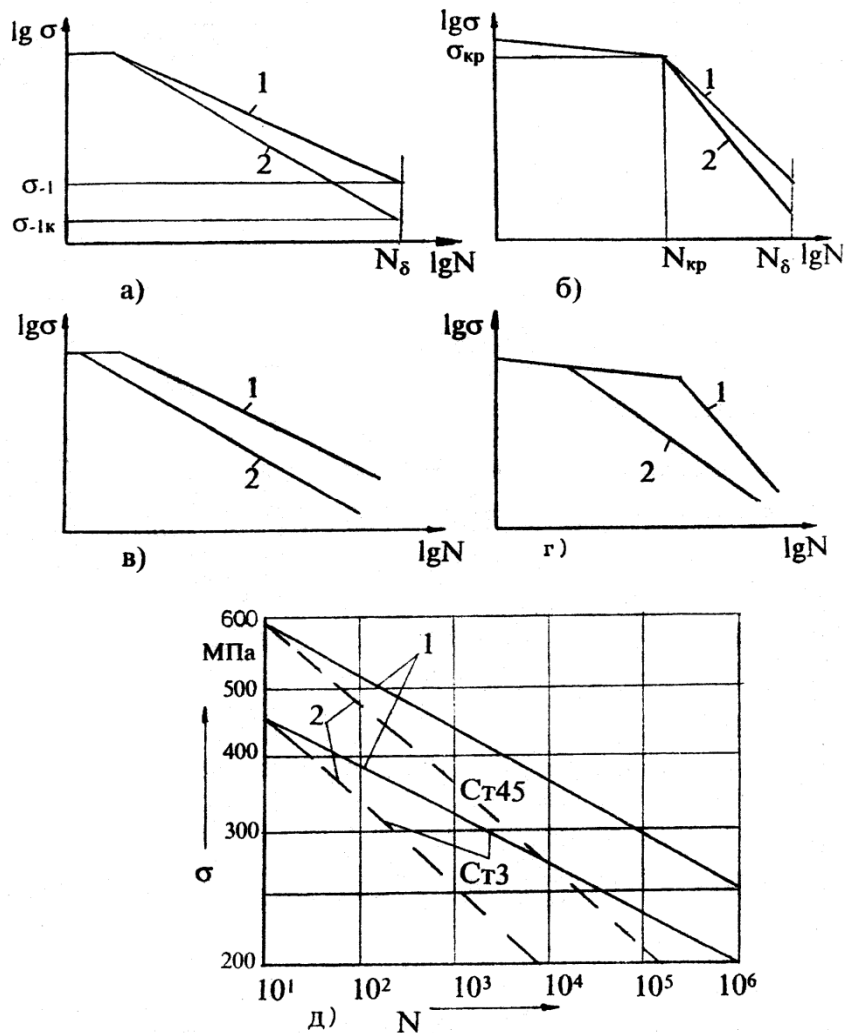 lg σ
1
2
σ-1
σ-1к
Nδ
lgN
а)
lgσ
σкр
1
2
Nкр
Nδ
lgN
б)
lgσ
1
2
lgN
в)
lgσ
1
2
lgN
г)
600
МПа
500
400
300
200
σ
1
2
Ст45
Ст3
10¹
10²
10³
10⁴
10⁵
10⁶
д)
N